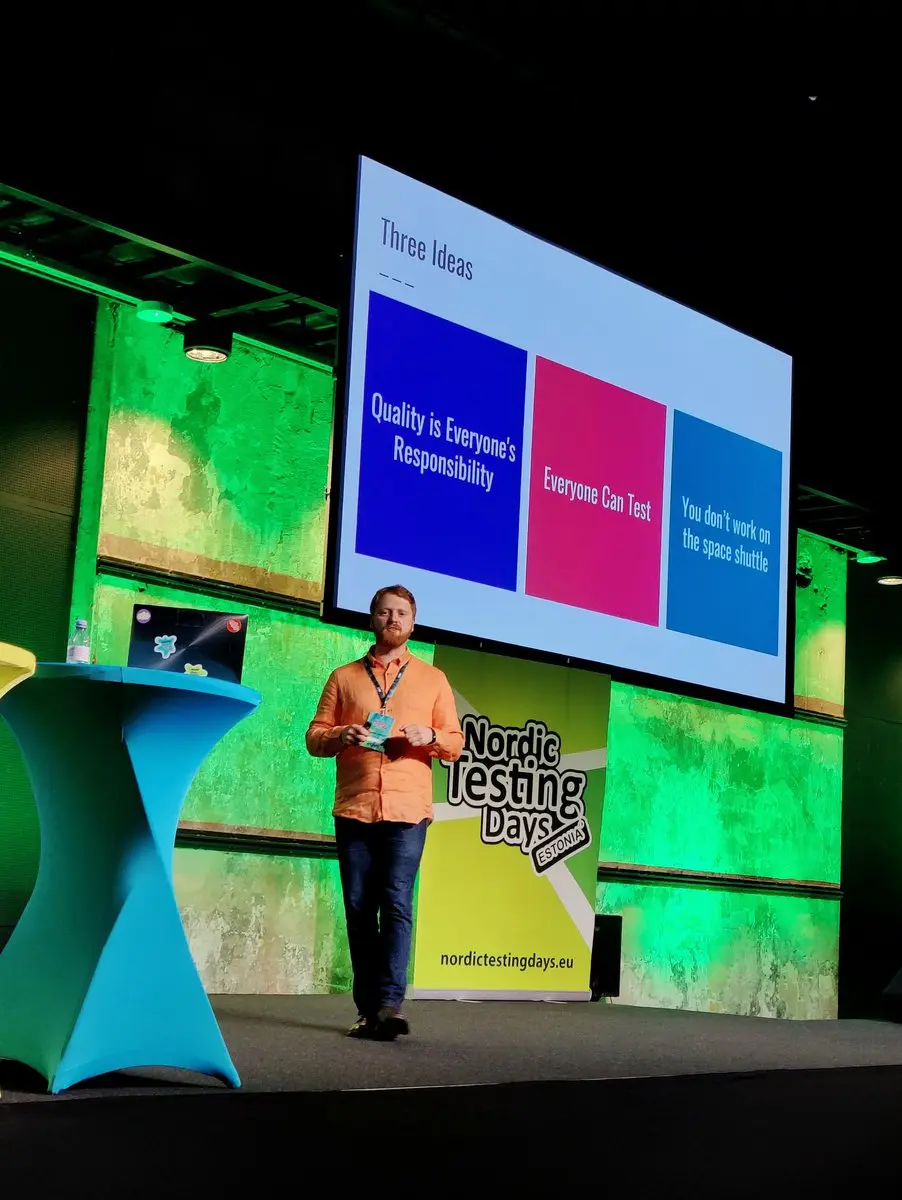 Three Ideas
Quality is Everyone's
Responsibility
Everyone Can Test
You don't work on
the space shuttle
Nordic
Testing
Days
ESTONIA
nordictestingdays.eu